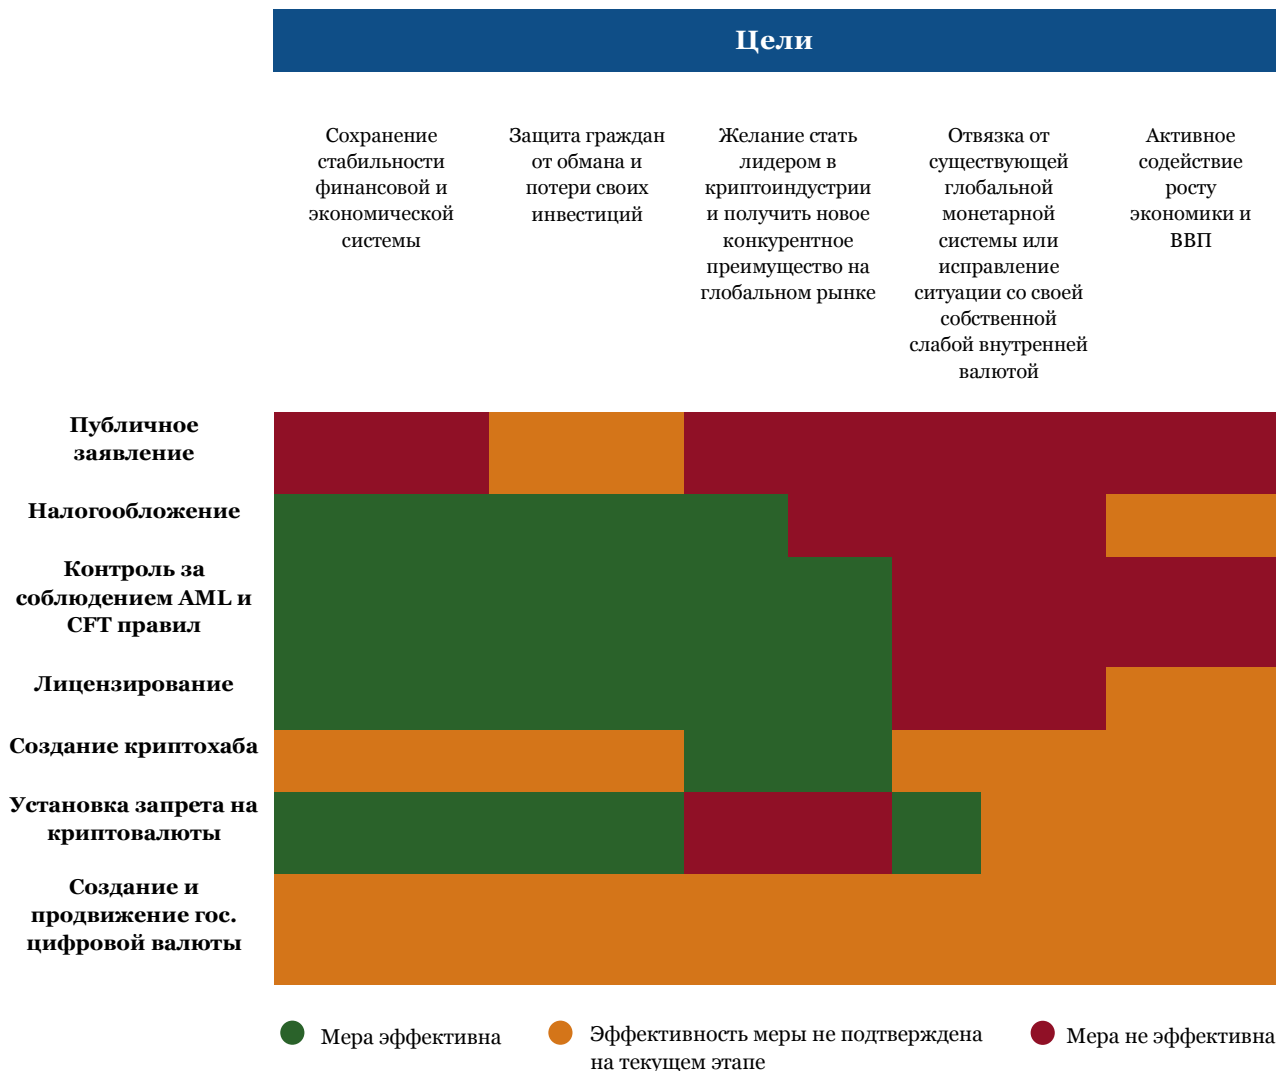 Цели
Сохранение
стабильности
финансовой и
экономической
системы
Защита граждан
от обмана и
потери своих
инвестиций
Желание стать
лидером в
криптоиндустрии
и получить новое
конкурентное
преимущество на
глобальном рынке
Отвязка от
существующей
глобальной
монетарной
системы или
исправление
ситуации со своей
собственной
слабой внутренней
валютой
Активное
содействие
росту
экономики и
ВВП
Публичное
заявление
Налогообложение
Контроль за
соблюдением AML и
CFT правил
Лицензирование
Создание криптохаба
Установка запрета на
криптовалюты
Создание и
продвижение гос.
цифровой валюты
Мера эффективна
Эффективность меры не подтверждена
на текущем этапе
Мера не эффективна